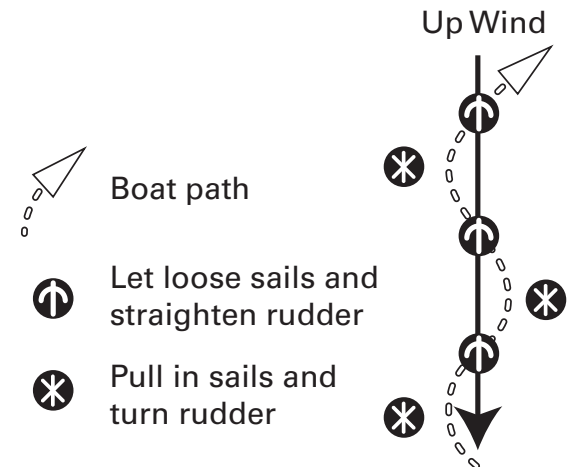 Up Wind
Boat path
Let loose sails and
straighten rudder
Pull in sails and
turn rudder